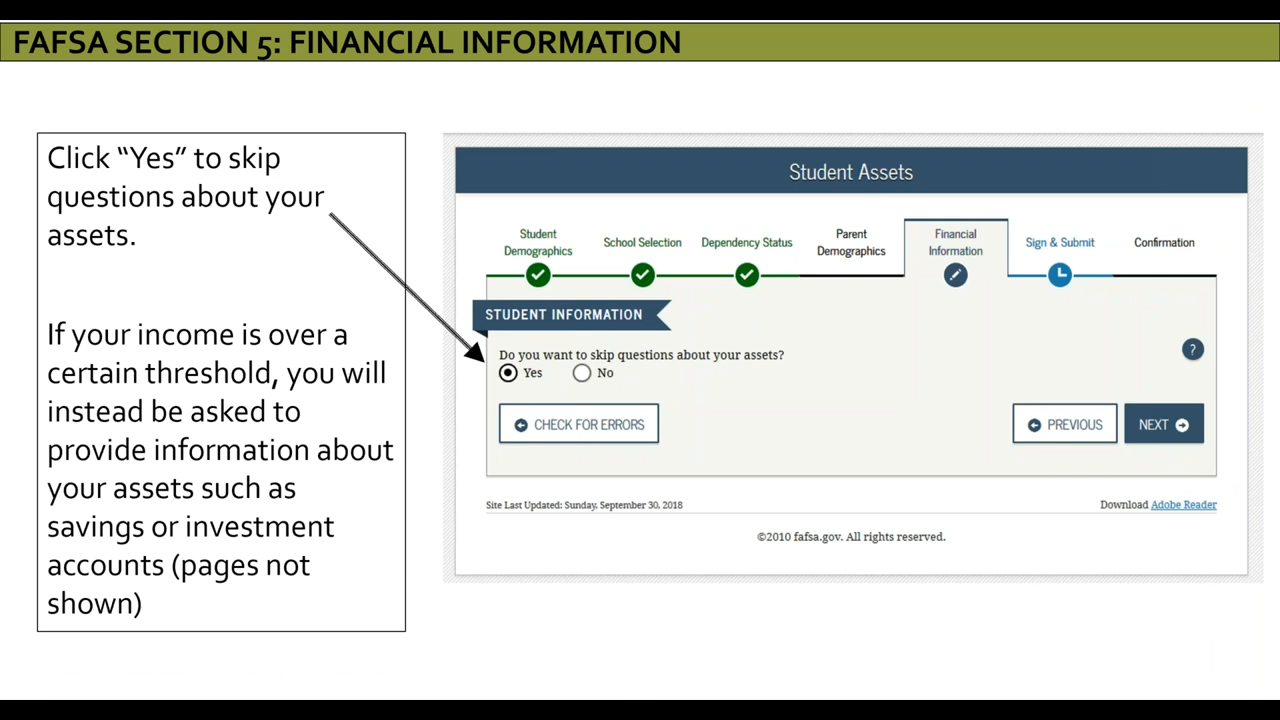 FAFSA SECTION 5: FINANCIAL INFORMATION
Click “Yes” to skip
questions about your
assets.
If your income is over a
certain threshold, you will
instead be asked to
provide information about
your assets such as
savings or investment
accounts (pages not
shown)
Student Assets
Student
Demographics
School Selection
Dependency Status
Parent
Demographics
Financial
Information
Sign & Submit
Confirmation
STUDENT INFORMATION
Do you want to skip questions about your assets?
?
Yes No
CHECK FOR ERRORS
PREVIOUS
NEXT
Site Last Updated: Sunday, September 30, 2018
Download Adobe Reader
©2010 fafsa.gov. All rights reserved.